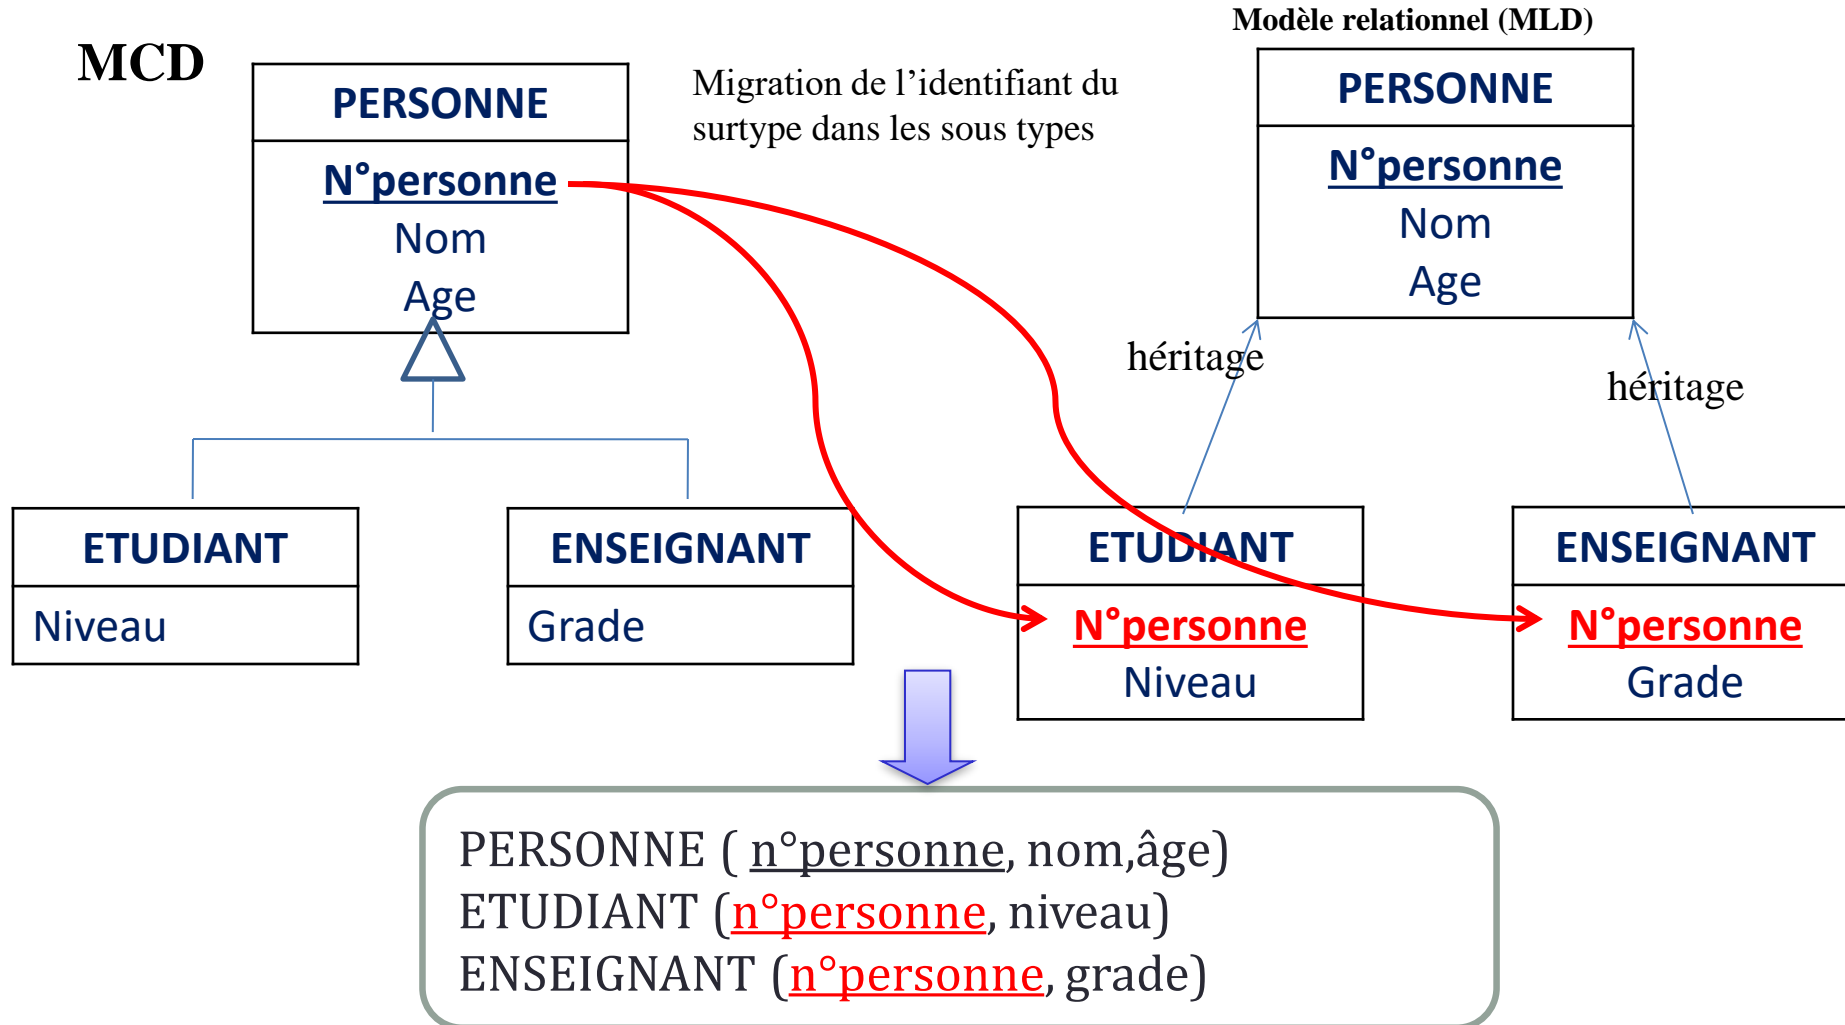 MCD
PERSONNE
N°personne
Nom
Age
ETUDIANT
Niveau
ENSEIGNANT
Grade
Migration de l’identifiant du
surtype dans les sous types
Modèle relationnel (MLD)
PERSONNE
N°personne
Nom
Age
héritage
héritage
ETUDIANT
N°personne
Niveau
ENSEIGNANT
N°personne
Grade
PERSONNE ( n°personne, nom,âge)
ETUDIANT (n°personne, niveau)
ENSEIGNANT (n°personne, grade)